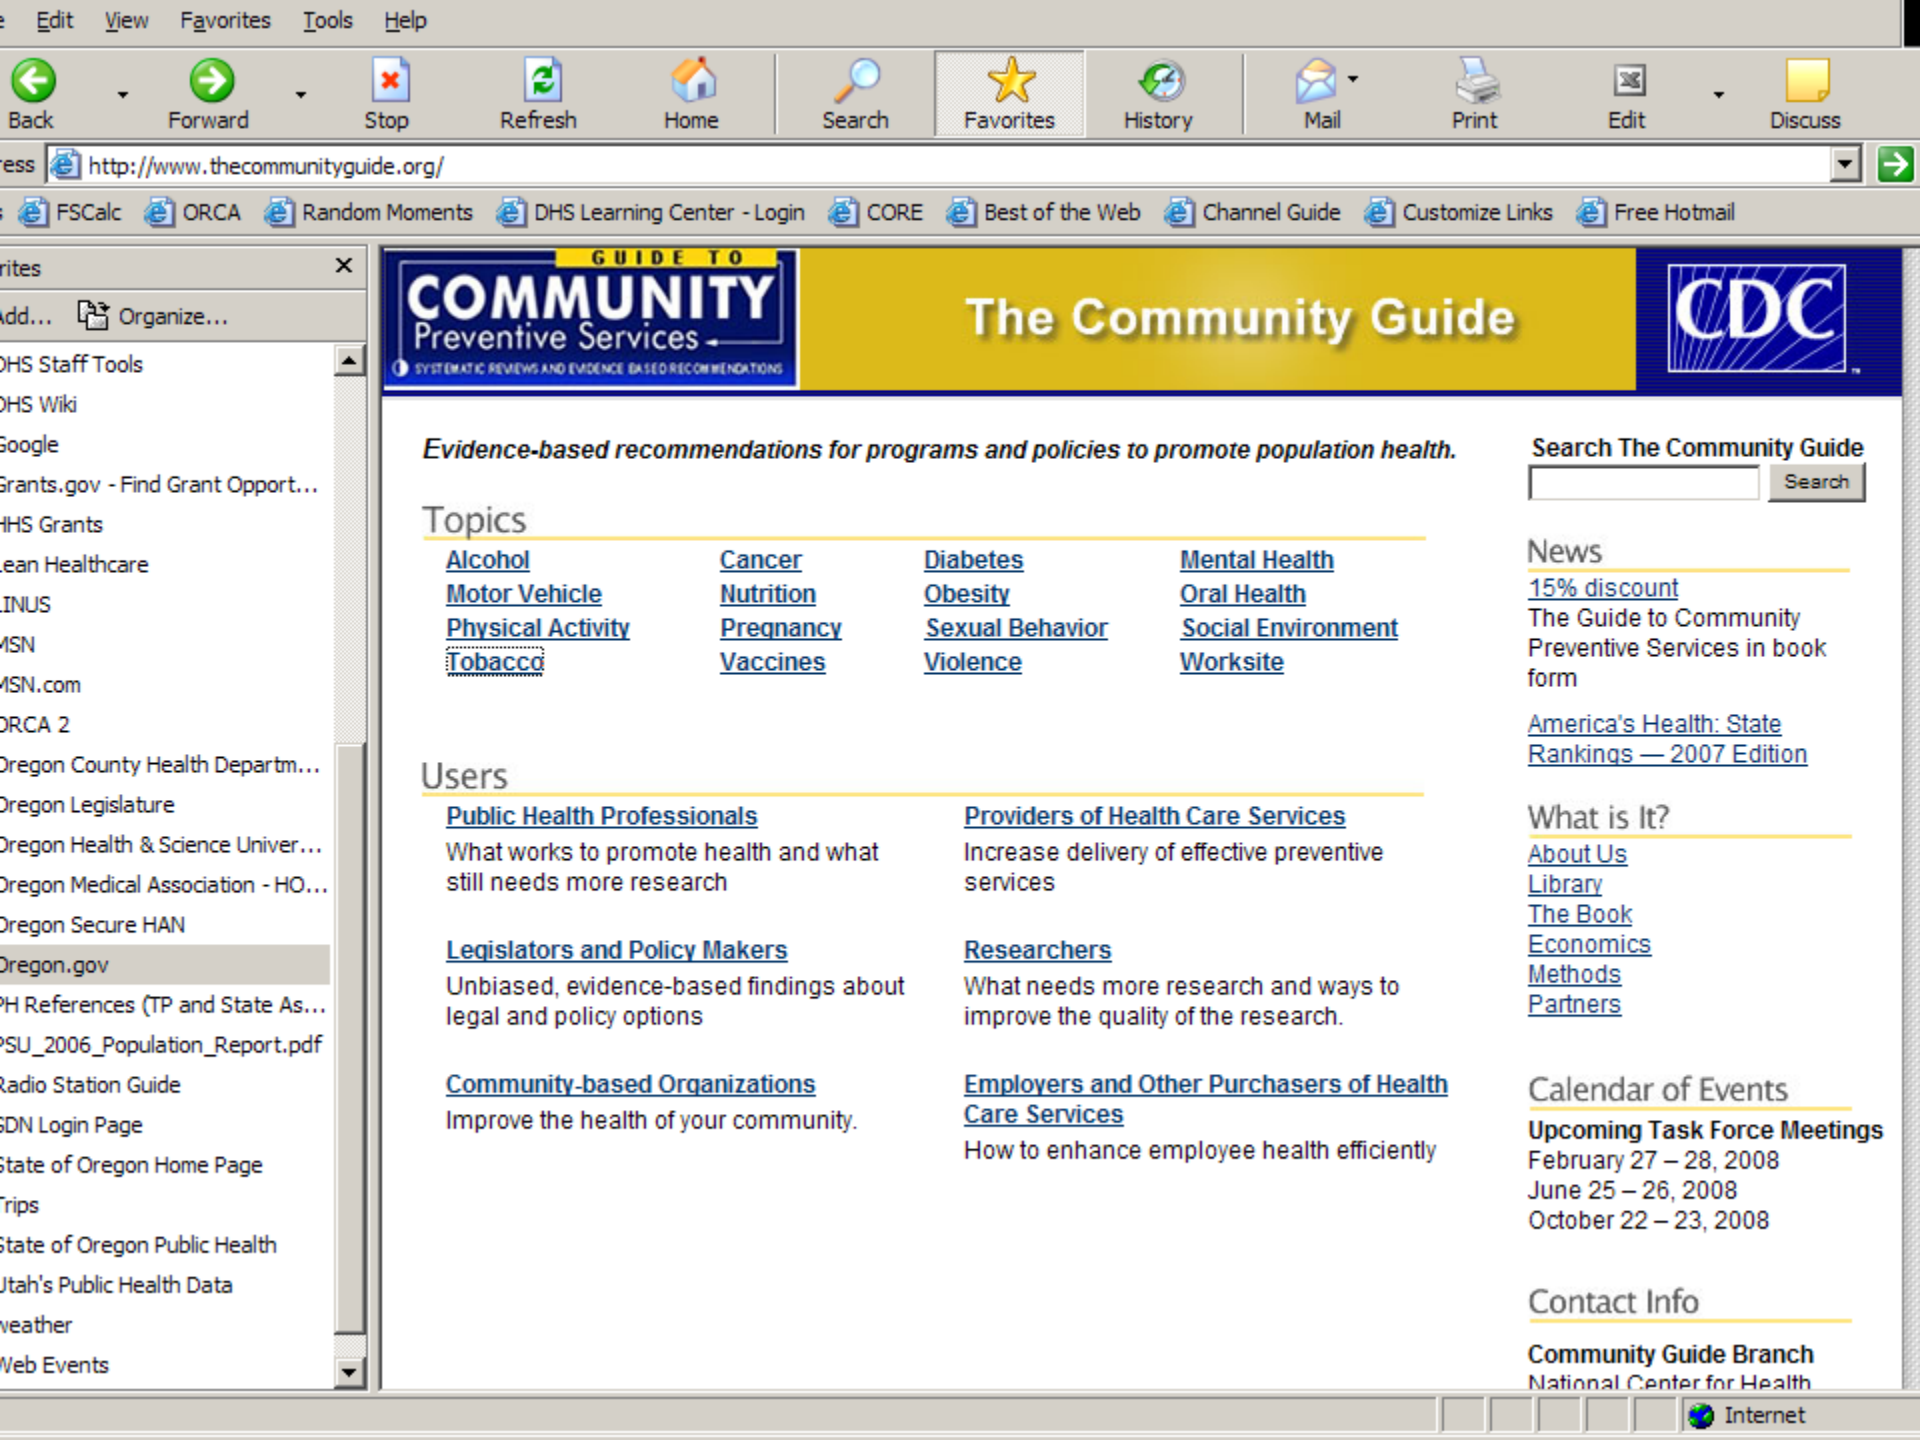 Edit View Favorites Tools Help
Back Forward Stop Refresh Home Search Favorites History Mail Print Edit Discuss
ress http://www.thecommunityguide.org/
FSCalc ORCA Random Moments DHS Learning Center - Login CORE Best of the Web Channel Guide Customize Links Free Hotmail
rites
Add... Organize...
DHS Staff Tools
DHS Wiki
Google
Grants.gov - Find Grant Opport...
HHS Grants
Lean Healthcare
LINUS
MSN
MSN.com
ORCA 2
Oregon County Health Departm...
Oregon Legislature
Oregon Health & Science Univer...
Oregon Medical Association - HO...
Oregon Secure HAN
Oregon.gov
PH References (TP and State As...
PSU_2006_Population_Report.pdf
Radio Station Guide
SDN Login Page
State of Oregon Home Page
Trips
State of Oregon Public Health
Utah's Public Health Data
weather
Web Events
GUIDE TO
COMMUNITY
Preventive Services
SYSTEMATIC REVIEWS AND EVIDENCE BASED RECOMMENDATIONS
The Community Guide
CDC
TM
Evidence-based recommendations for programs and policies to promote population health.
Topics
Alcohol Cancer Diabetes Mental Health
Motor Vehicle Nutrition Obesity Oral Health
Physical Activity Pregnancy Sexual Behavior Social Environment
Tobacco Vaccines Violence Worksite
Users
Public Health Professionals
What works to promote health and what
still needs more research
Providers of Health Care Services
Increase delivery of effective preventive
services
Legislators and Policy Makers
Unbiased, evidence-based findings about
legal and policy options
Researchers
What needs more research and ways to
improve the quality of the research.
Community-based Organizations
Improve the health of your community.
Employers and Other Purchasers of Health
Care Services
How to enhance employee health efficiently
Search The Community Guide
Search
News
15% discount
The Guide to Community
Preventive Services in book
form
America's Health: State
Rankings — 2007 Edition
What is It?
About Us
Library
The Book
Economics
Methods
Partners
Calendar of Events
Upcoming Task Force Meetings
February 27 – 28, 2008
June 25 – 26, 2008
October 22 – 23, 2008
Contact Info
Community Guide Branch
National Center for Health
Internet